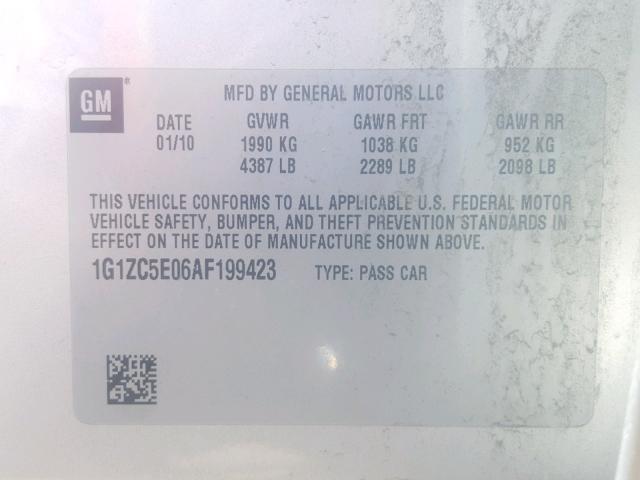 GM®
MFD BY GENERAL MOTORS LLC
DATE GVWR GAWR FRT GAWR RR
01/10 1990 KG 1038 KG 952 KG
4387 LB 2289 LB 2098 LB
THIS VEHICLE CONFORMS TO ALL APPLICABLE U.S. FEDERAL MOTOR
VEHICLE SAFETY, BUMPER, AND THEFT PREVENTION STANDARDS IN
EFFECT ON THE DATE OF MANUFACTURE SHOWN ABOVE.
1G1ZC5E06AF199423 TYPE: PASS CAR